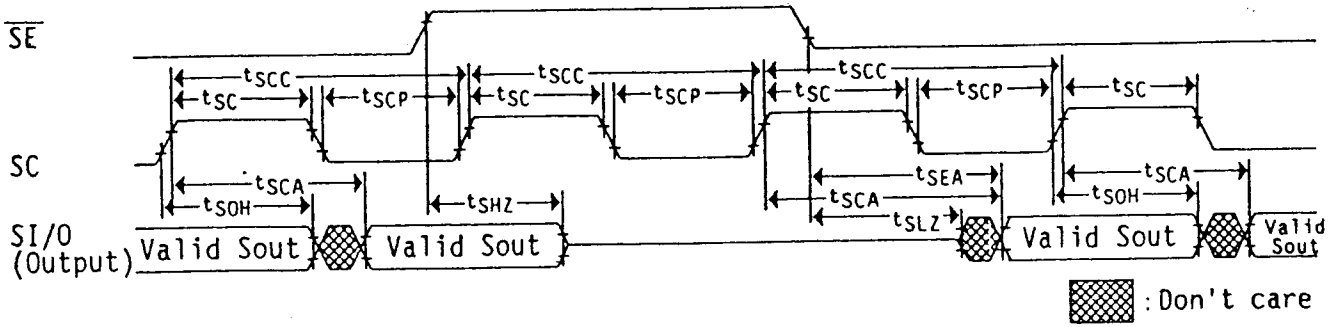 SE
tSCC tSCC tSCC
tSC tSCP tSC tSCP tSC tSCP tSC
SC
tSCA tSEA tSCA
tSOH tSHZ tSCA tSOH
tSLZ
SI/O
(Output)
Valid Sout Valid Sout Valid Sout Valid
Sout
: Don't care